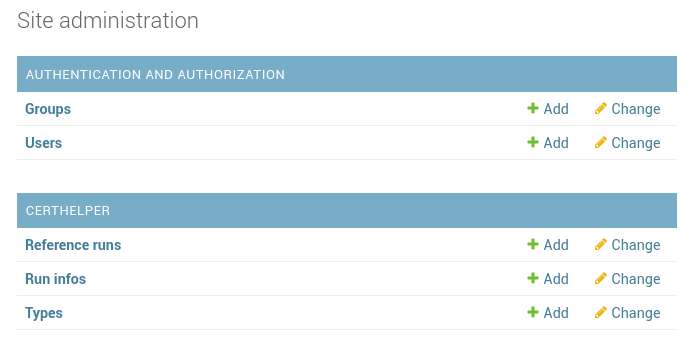 Site administration
AUTHENTICATION AND AUTHORIZATION
Groups Add Change
Users Add Change
CERTHELPER
Reference runs Add Change
Run infos Add Change
Types Add Change